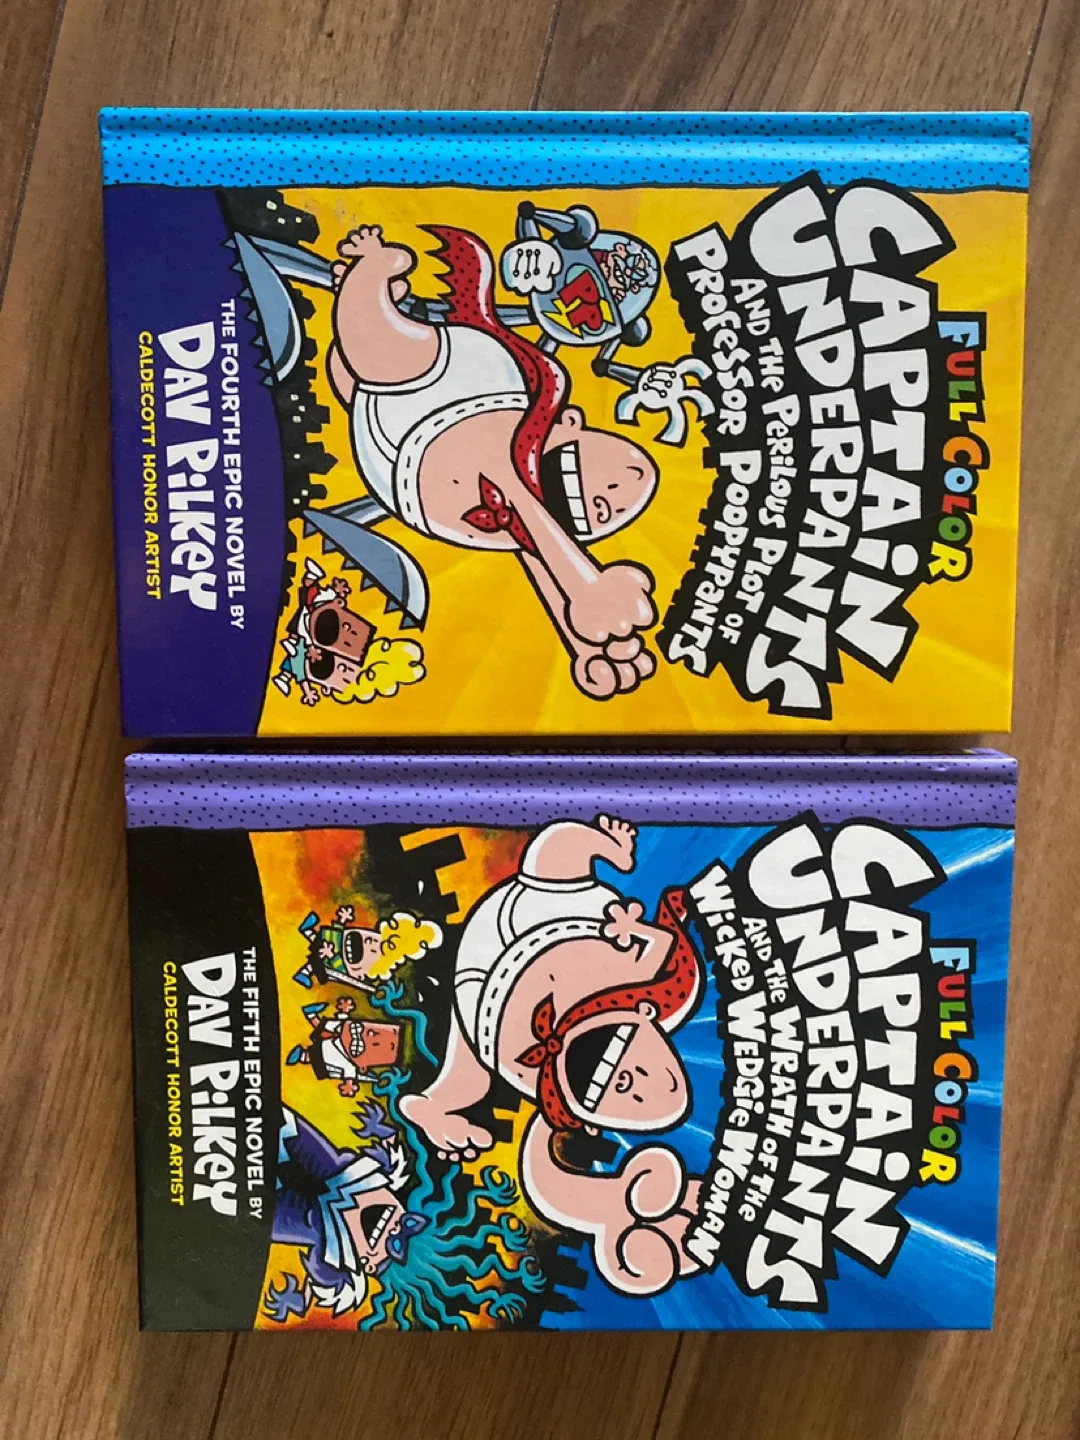 FULL COLOR
CAPTAIN
UNDERPANTS
AND THE PERILOUS PLOT OF
PROFESSOR POOPYPANTS
PP
THE FOURTH EPIC NOVEL BY
DAV PILKEY
CALDECOTT HONOR ARTIST
FULL COLOR
CAPTAIN
UNDERPANTS
AND THE WRATH OF THE
WICKED WEDGIE WOMAN
THE FIFTH EPIC NOVEL BY
DAV PILKEY
CALDECOTT HONOR ARTIST